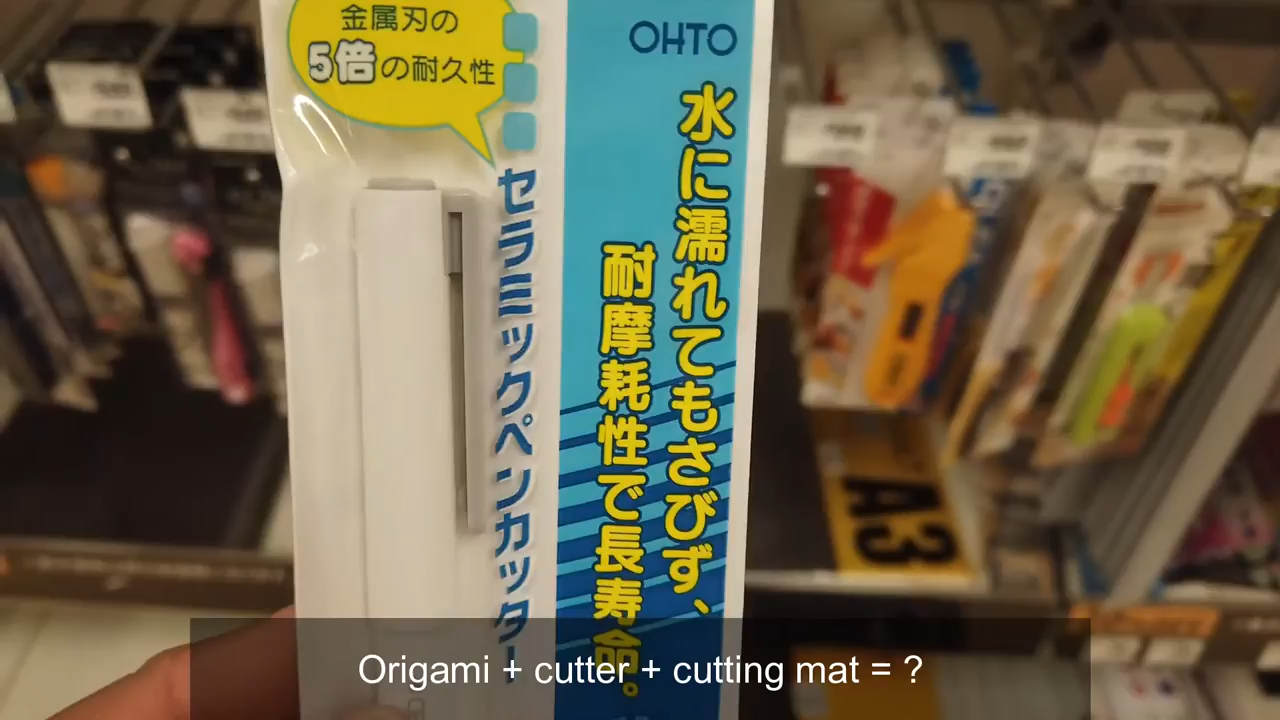 金属刃の
5倍の耐久性
OHTO
水に濡れてもさびず、
耐摩耗性で長寿命。
セラミックペンカッター
A3
Origami + cutter + cutting mat = ?